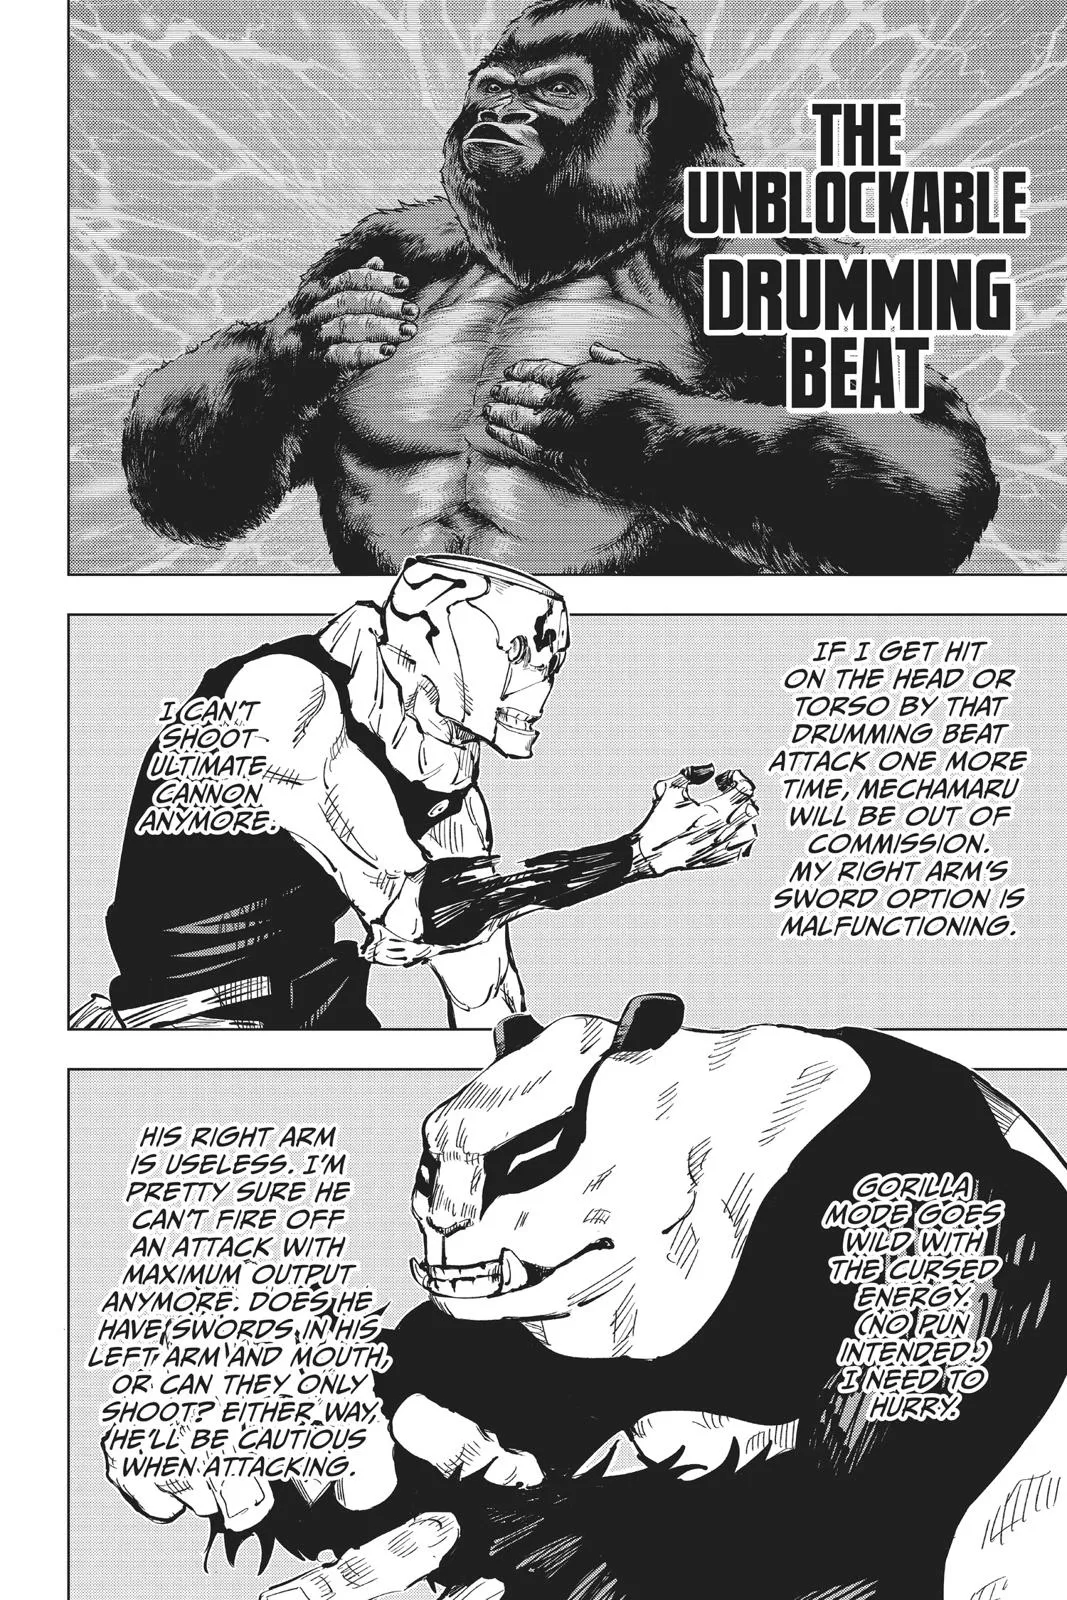 THE
UNBLOCKABLE
DRUMMING
BEAT
IF I GET HIT
ON THE HEAD OR
TORSO BY THAT
DRUMMING BEAT
ATTACK ONE MORE
TIME, MECHAMARU
WILL BE OUT OF
COMMISSION.
MY RIGHT ARM'S
SWORD OPTION IS
MALFUNCTIONING.
I CAN'T
SHOOT
ULTIMATE
CANNON
ANYMORE.
GORILLA
MODE GOES
WILD WITH
THE CURSED
ENERGY.
(NO PUN
INTENDED.)
I NEED TO
HURRY.
HIS RIGHT ARM
IS USELESS. I'M
PRETTY SURE HE
CAN'T FIRE OFF
AN ATTACK WITH
MAXIMUM OUTPUT
ANYMORE. DOES HE
HAVE SWORDS IN HIS
LEFT ARM AND MOUTH,
OR CAN THEY ONLY
SHOOT? EITHER WAY,
HE'LL BE CAUTIOUS
WHEN ATTACKING.